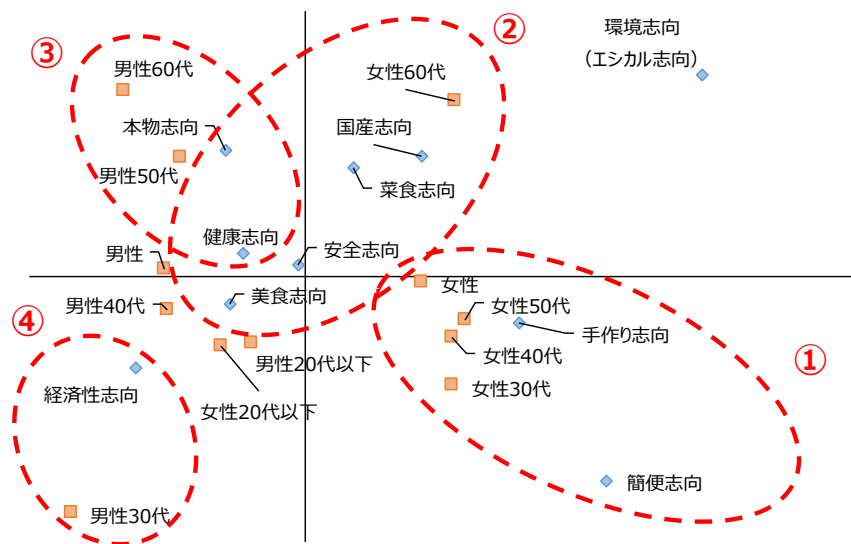 環境志向
（エシカル志向）
②
③
男性60代
女性60代
本物志向
国産志向
男性50代
菜食志向
健康志向
安全志向
男性
女性
美食志向
男性40代
女性50代
手作り志向
④
男性20代以下
女性40代
①
経済性志向
女性20代以下
女性30代
簡便志向
男性30代